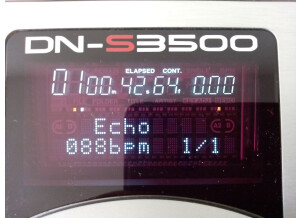 DN-S3500
ELAPSED CONT.
01 00. 42. 64. 0.00
Echo
088bpm 1/1